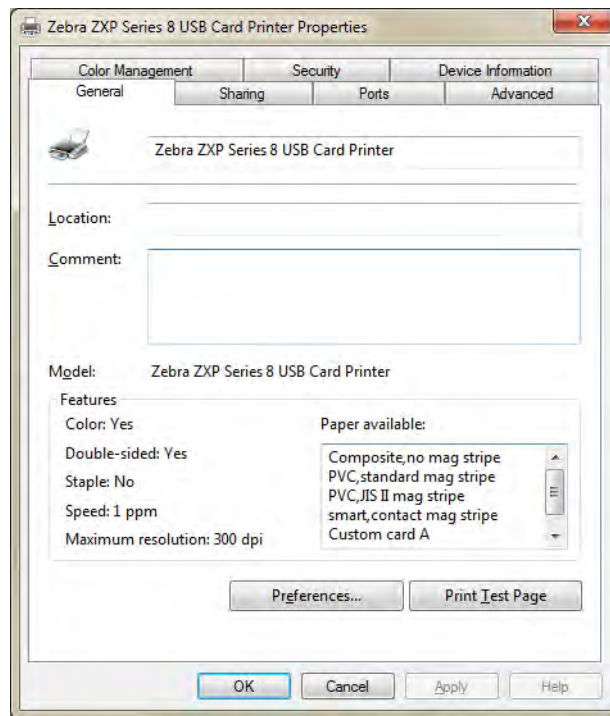 Zebra ZXP Series 8 USB Card Printer Properties
Color Management Security Device Information
General Sharing Ports Advanced
Zebra ZXP Series 8 USB Card Printer
Location:
Comment:
Model: Zebra ZXP Series 8 USB Card Printer
Features
Color: Yes Paper available:
Double-sided: Yes
Staple: No
Speed: 1 ppm
Maximum resolution: 300 dpi
Composite,no mag stripe
PVC,standard mag stripe
PVC,JIS II mag stripe
smart,contact mag stripe
Custom card A
Preferences... Print Test Page
OK Cancel Apply Help